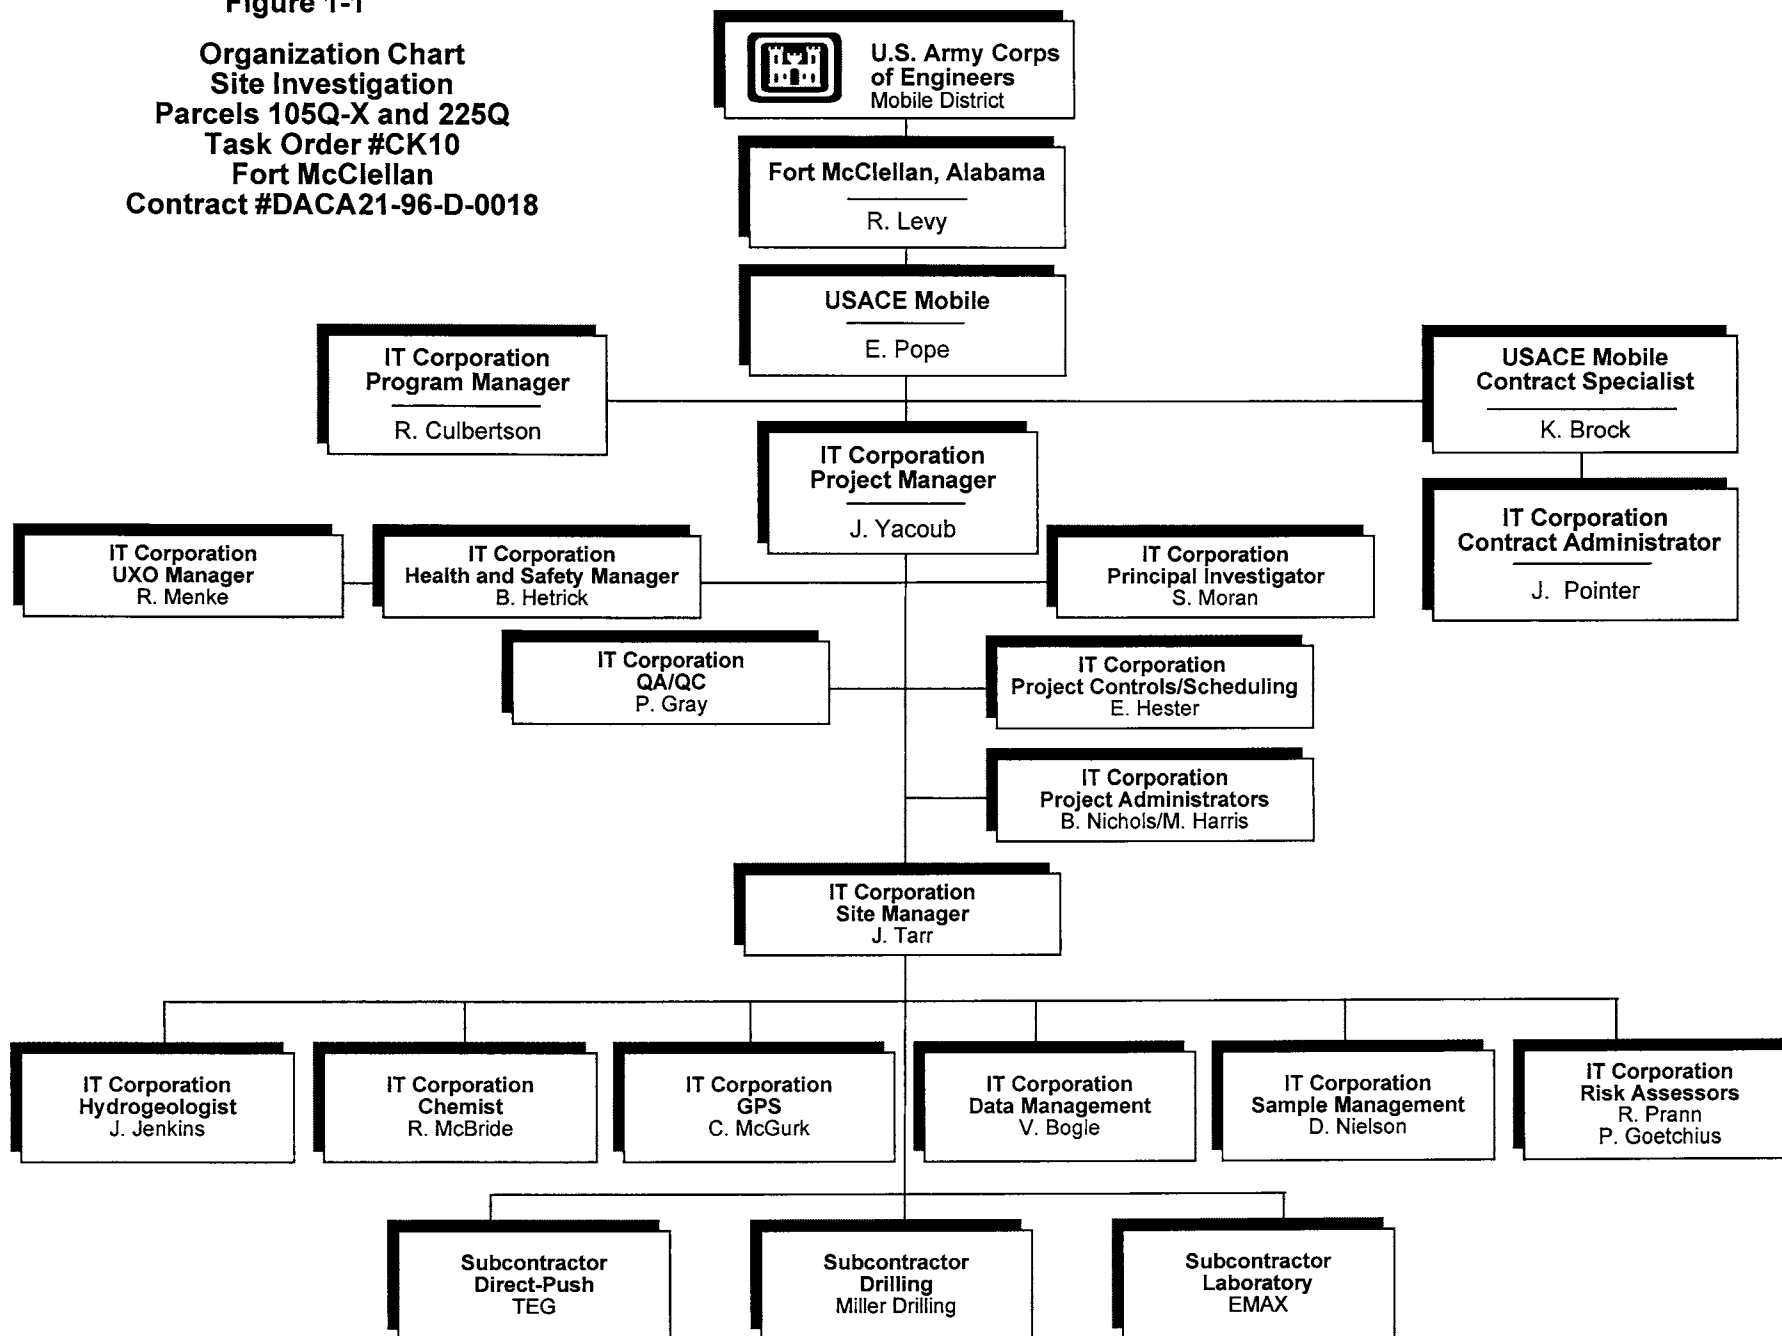 Figure 1-1
Organization Chart
Site Investigation
Parcels 105Q-X and 225Q
Task Order #CK10
Fort McClellan
Contract #DACA21-96-D-0018
U.S. Army Corps
of Engineers
Mobile District
Fort McClellan, Alabama
R. Levy
USACE Mobile
E. Pope
IT Corporation
Program Manager
R. Culbertson
USACE Mobile
Contract Specialist
K. Brock
IT Corporation
Project Manager
J. Yacoub
IT Corporation
Contract Administrator
J. Pointer
IT Corporation
UXO Manager
R. Menke
IT Corporation
Health and Safety Manager
B. Hetrick
IT Corporation
Principal Investigator
S. Moran
IT Corporation
QA/QC
P. Gray
IT Corporation
Project Controls/Scheduling
E. Hester
IT Corporation
Project Administrators
B. Nichols/M. Harris
IT Corporation
Site Manager
J. Tarr
IT Corporation
Hydrogeologist
J. Jenkins
IT Corporation
Chemist
R. McBride
IT Corporation
GPS
C. McGurk
IT Corporation
Data Management
V. Bogle
IT Corporation
Sample Management
D. Nielson
IT Corporation
Risk Assessors
R. Prann
P. Goetchius
Subcontractor
Direct-Push
TEG
Subcontractor
Drilling
Miller Drilling
Subcontractor
Laboratory
EMAX